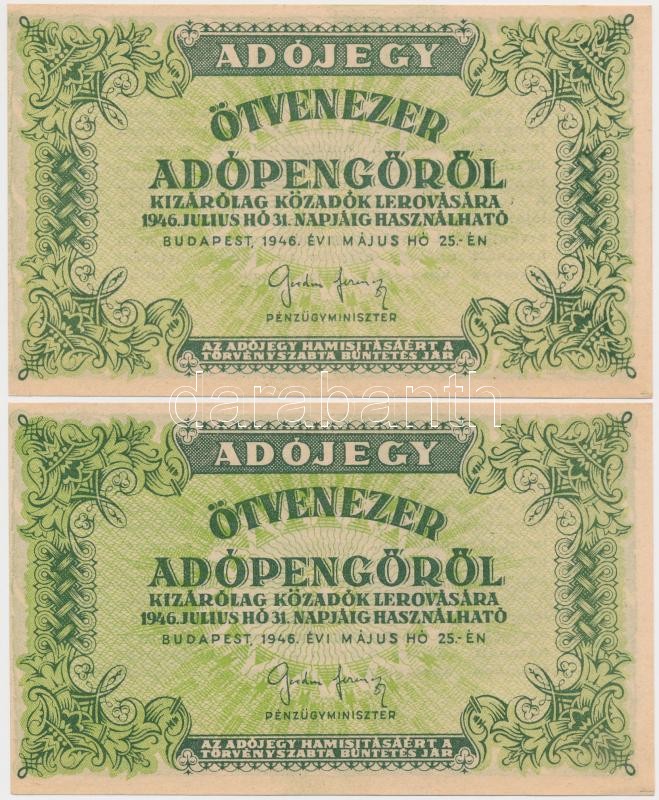 ADÓJEGY
ÖTVENEZER
ADÓPENGŐRŐL
KIZÁRÓLAG KÖZADÓK LEROVÁSÁRA
1946. JULIUS HÓ 31. NAPJÁIG HASZNÁLHATÓ
BUDAPEST, 1946. ÉVI MÁJUS HÓ 25.-ÉN
PÉNZÜGYMINISZTER
AZ ADÓJEGY HAMISITÁSÁÉRT A
TÖRVÉNYSZABTA BÜNTETÉS JÁR
darabanth
ADÓJEGY
ÖTVENEZER
ADÓPENGŐRŐL
KIZÁRÓLAG KÖZADÓK LEROVÁSÁRA
1946. JULIUS HÓ 31. NAPJÁIG HASZNÁLHATÓ
BUDAPEST, 1946. ÉVI MÁJUS HÓ 25.-ÉN
PÉNZÜGYMINISZTER
AZ ADÓJEGY HAMISITÁSÁÉRT A
TÖRVÉNYSZABTA BÜNTETÉS JÁR